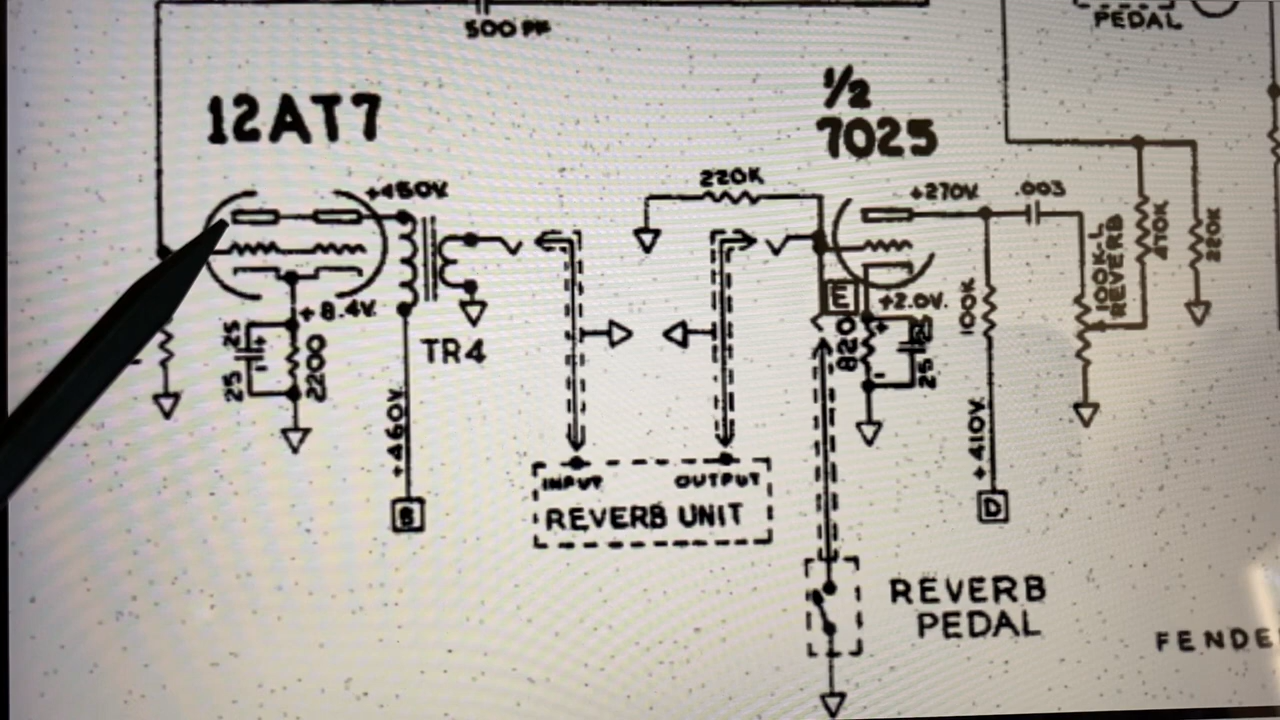 500 PF
PEDAL
12AT7
1/2
7025
+450V.
220K
+270V.
.003
100K-L
REVERB
470K
220K
+8.4V.
25 25
2200
TR4
E
+2.0V.
820
25
100K
+460V.
+410V.
B
D
INPUT
OUTPUT
REVERB UNIT
REVERB
PEDAL
FENDE